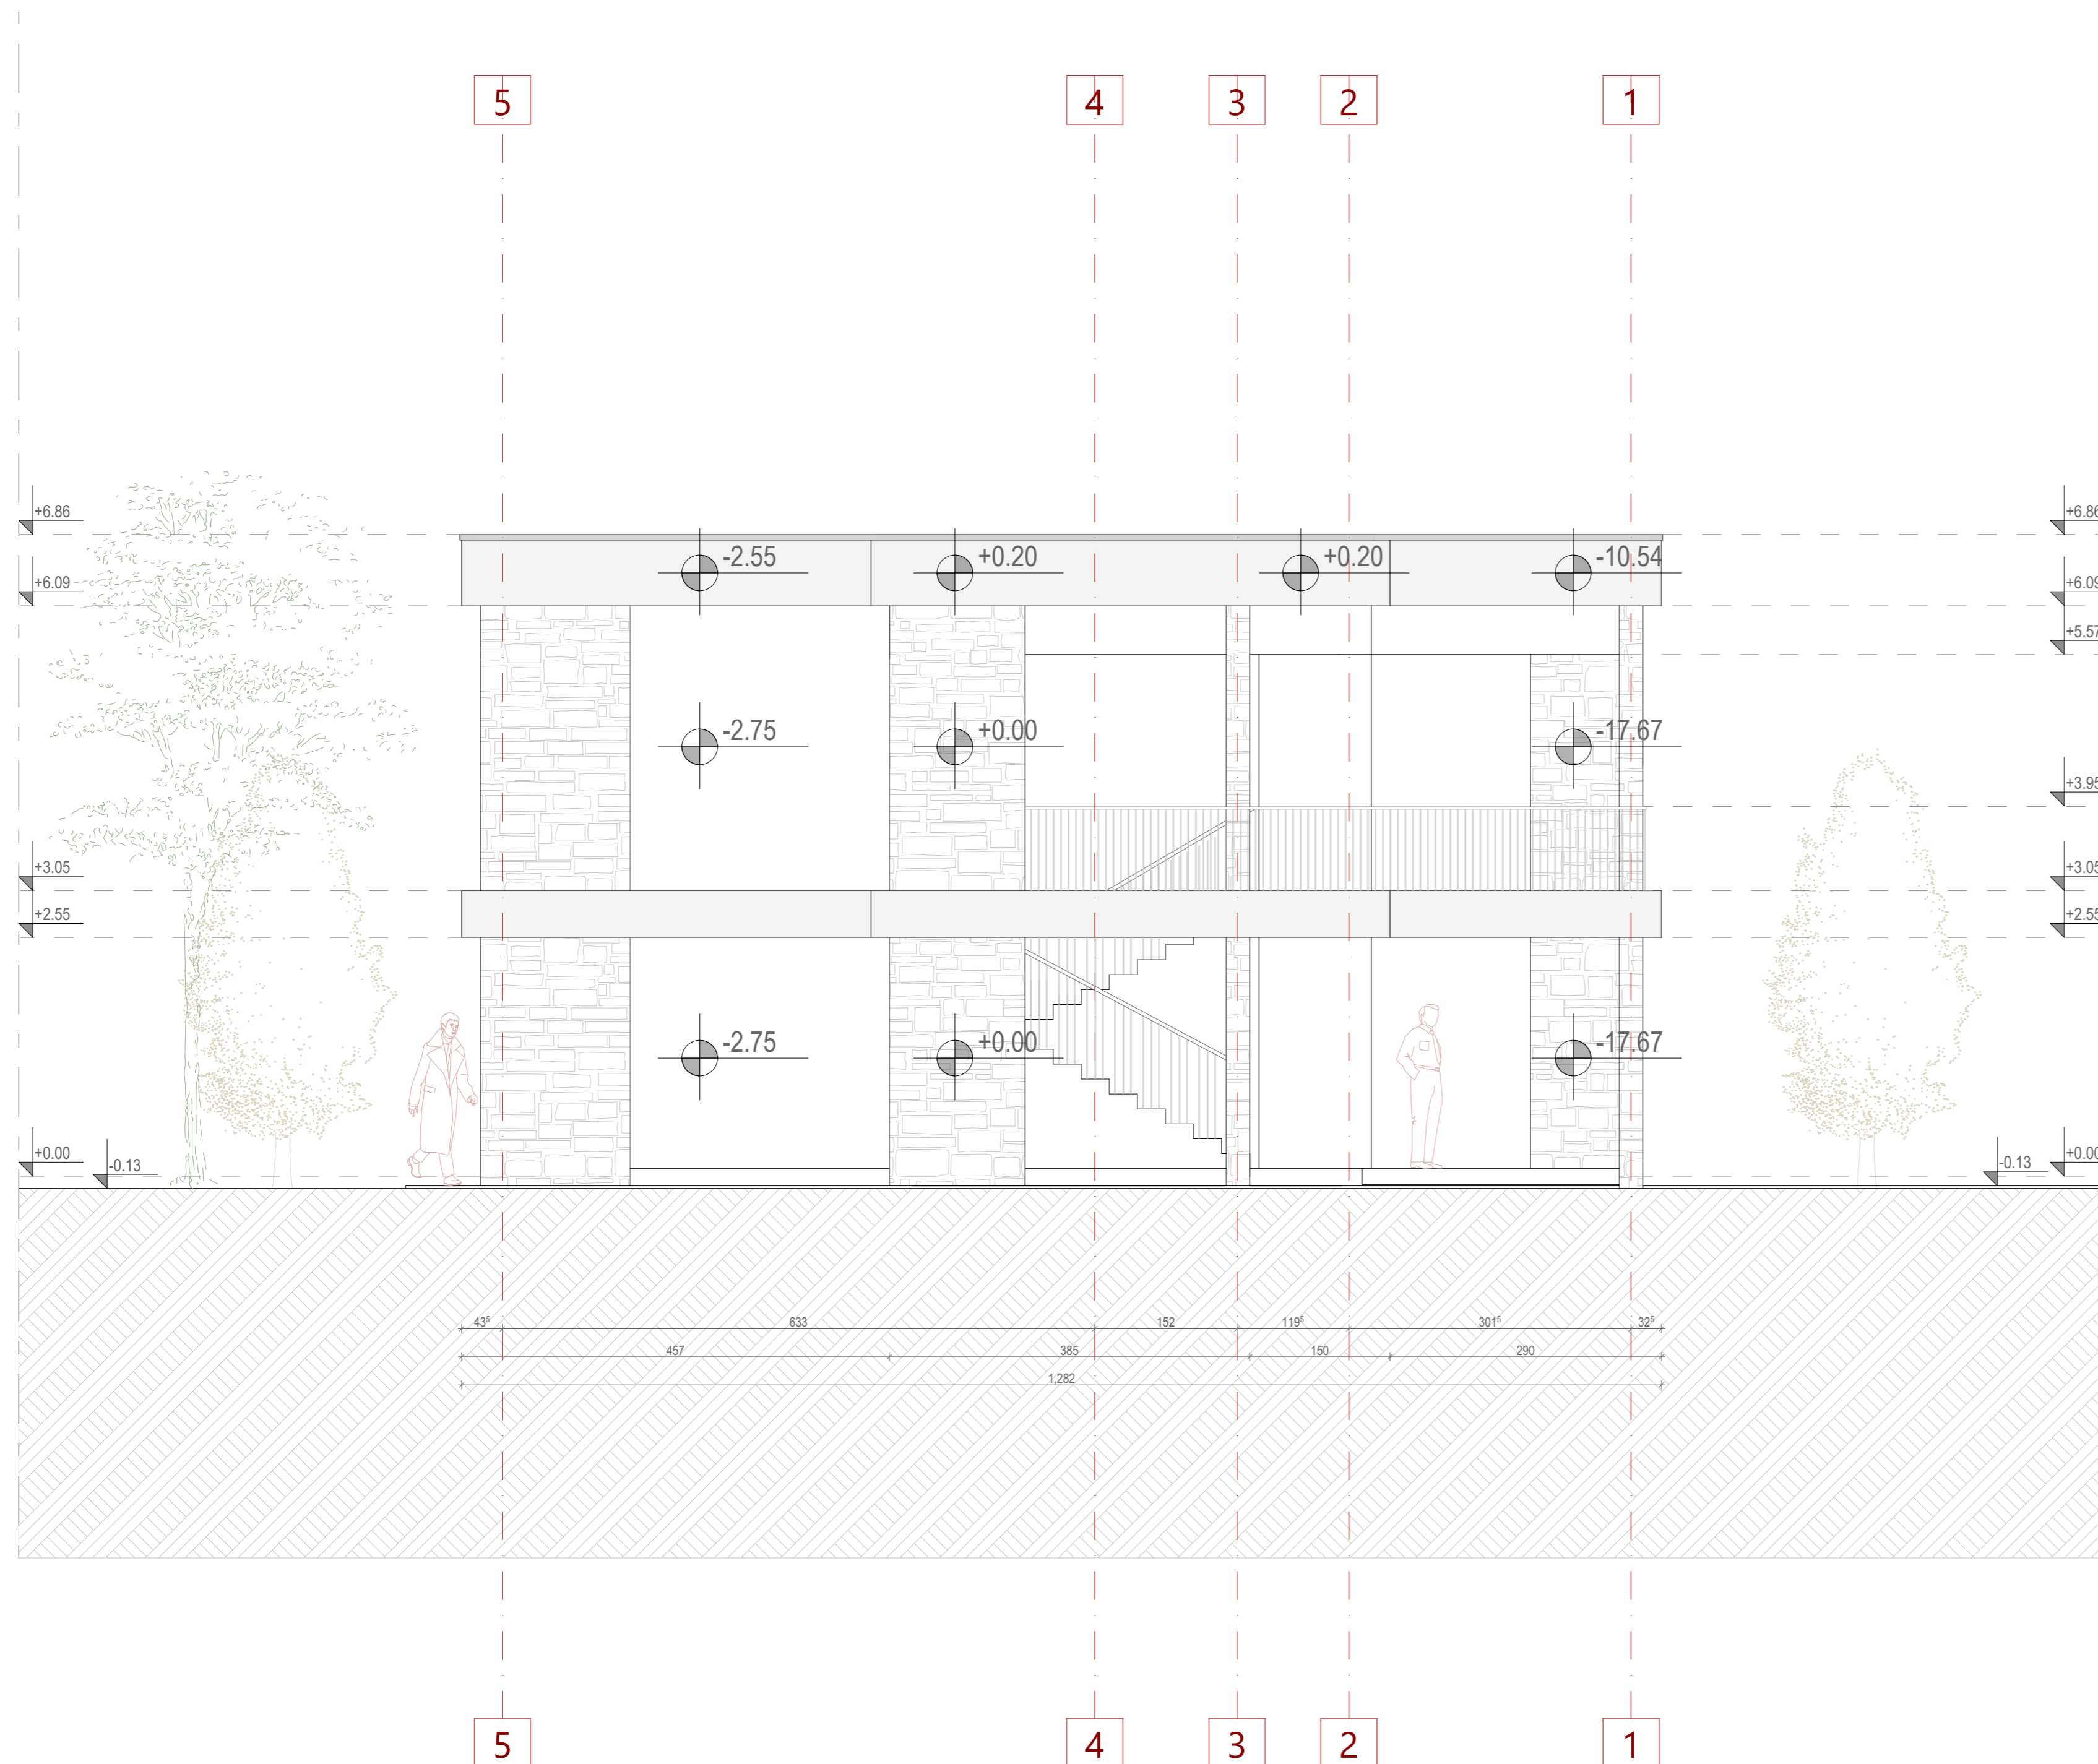 5 4 3 2 1
+6.86 +6.86
-2.55 +0.20 +0.20 -10.54
+6.09 +6.09
+5.57
-2.75 +0.00 -17.67
+3.95
+3.05 +3.05
+2.55 +2.55
-2.75 +0.00 -17.67
+0.00 +0.00
-0.13 -0.13
43⁵ 633 152 119⁵ 301⁵ 32⁵
457 385 150 290
1,282
5 4 3 2 1